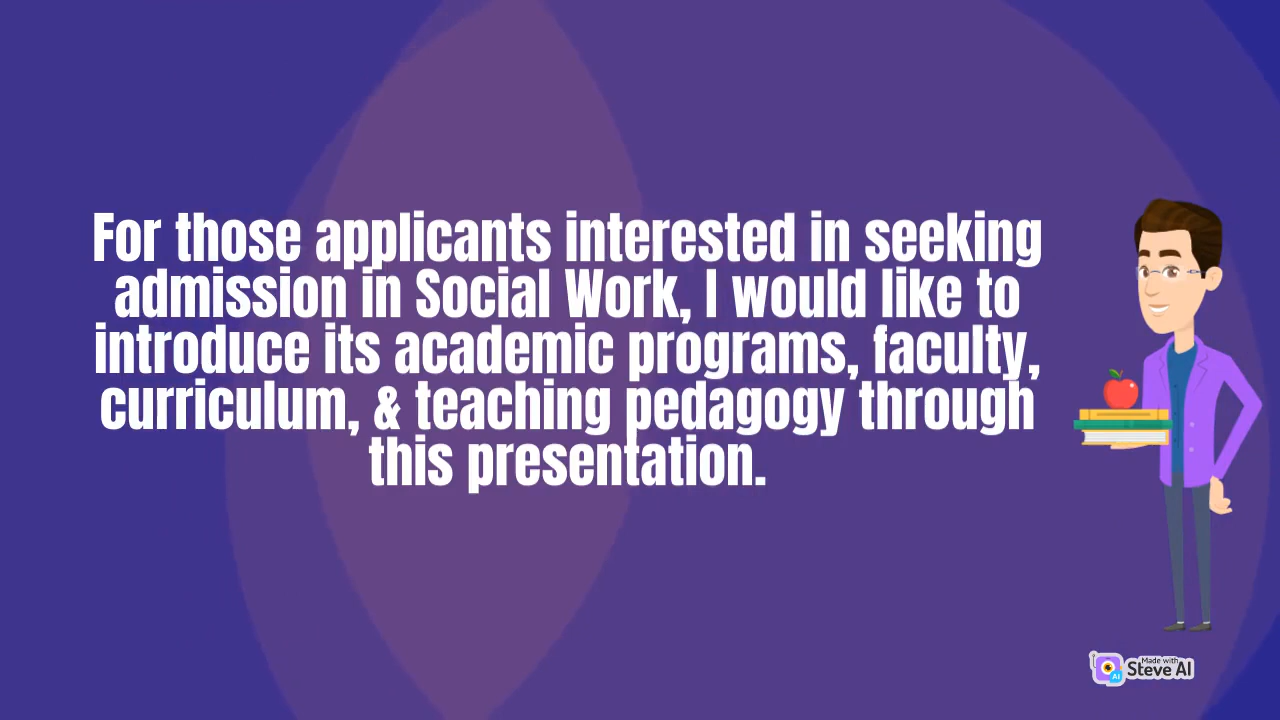 For those applicants interested in seeking
admission in Social Work, I would like to
introduce its academic programs, faculty,
curriculum, & teaching pedagogy through
this presentation.
Made with
Steve AI
AI